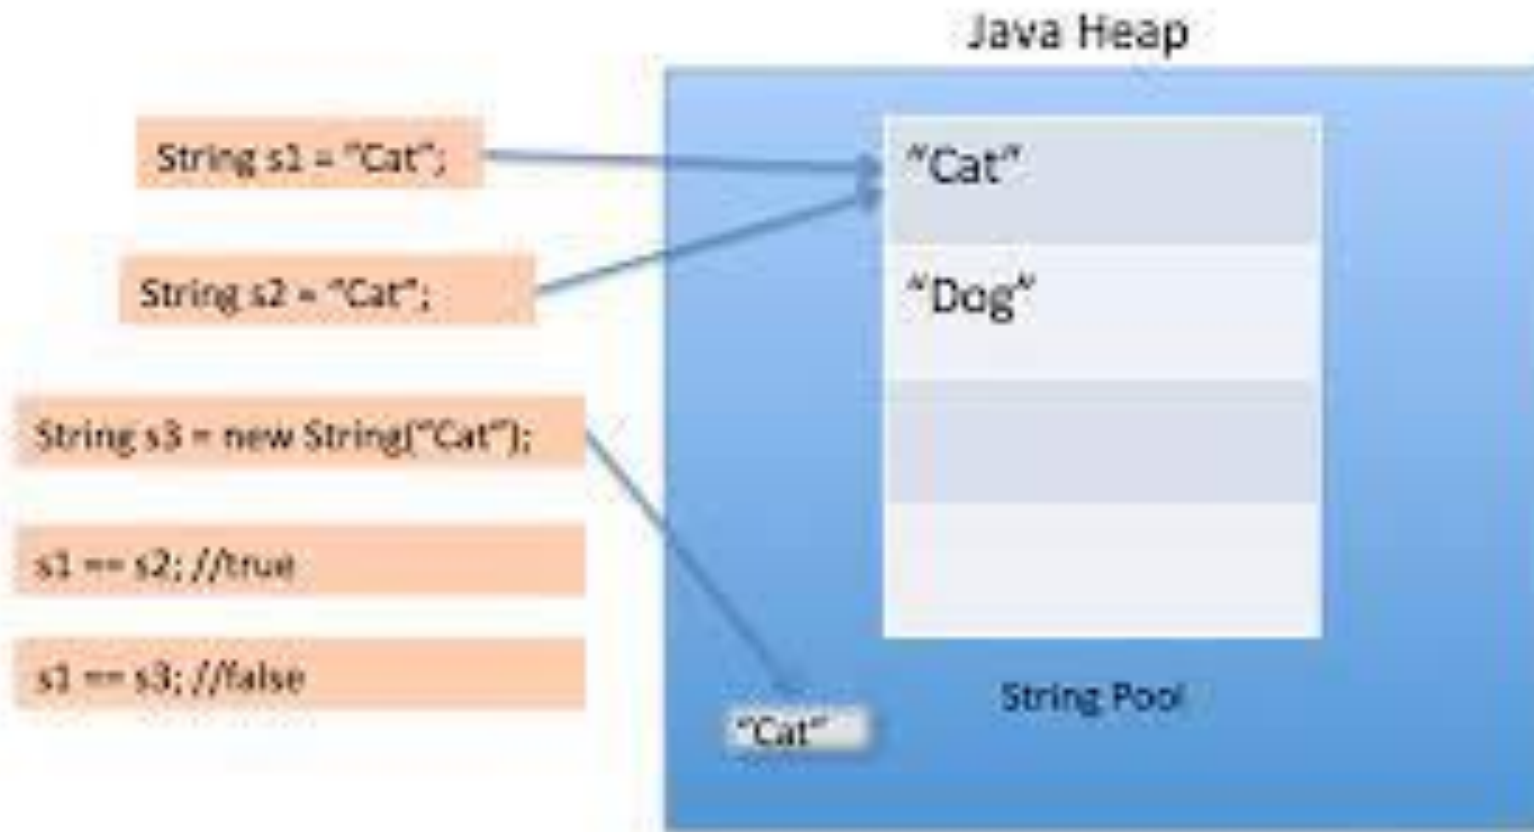 Java Heap
String s1 = “Cat”;
String s2 = “Cat”;
String s3 = new String(“Cat”);
s1 == s2; //true
s1 == s3; //false
“Cat”
“Dog”
String Pool
“Cat”